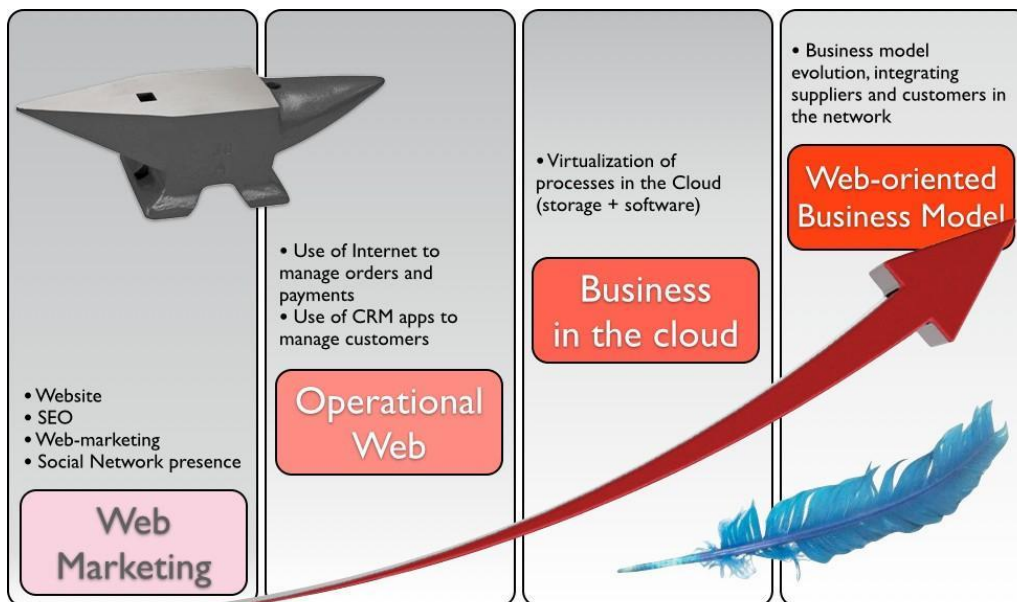 • Website
• SEO
• Web-marketing
• Social Network presence
Web
Marketing
• Use of Internet to
manage orders and
payments
• Use of CRM apps to
manage customers
Operational
Web
• Virtualization of
processes in the Cloud
(storage + software)
Business
in the cloud
• Business model
evolution, integrating
suppliers and customers in
the network
Web-oriented
Business Model